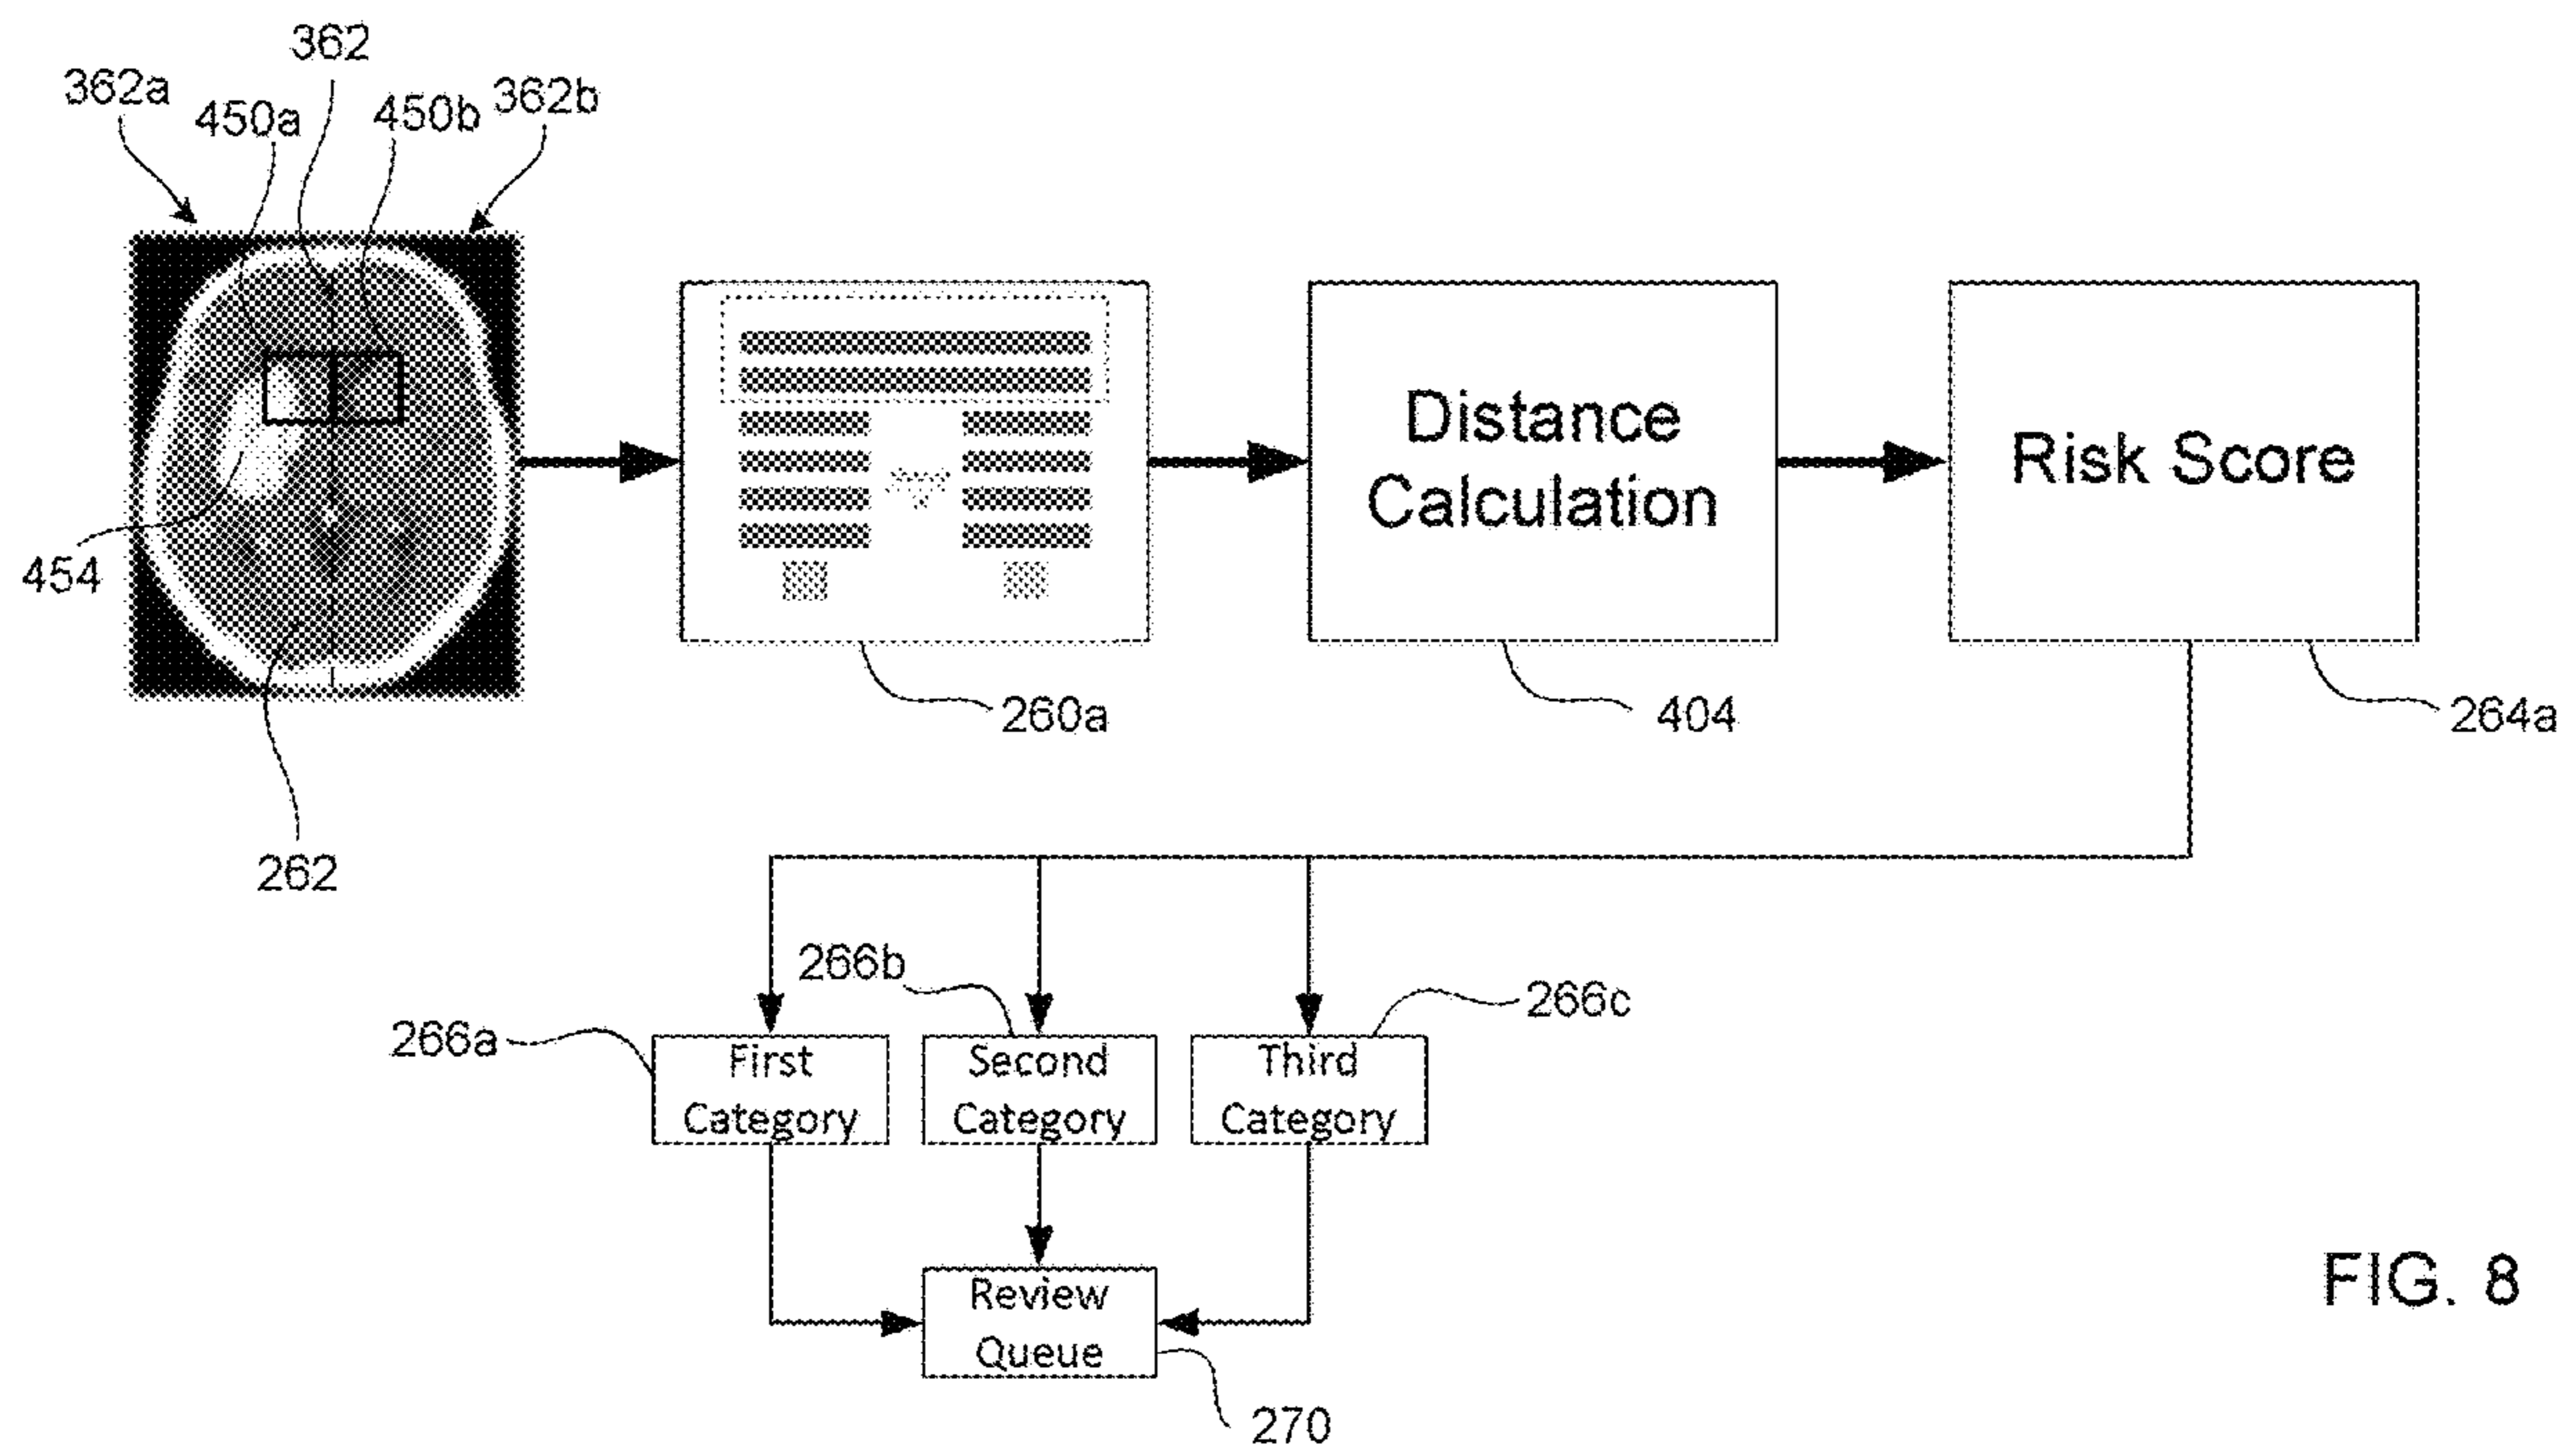 362
362a
450a
450b
362b
454
262
Distance
Calculation
Risk Score
260a
404
264a
266a
266b
266c
First
Category
Second
Category
Third
Category
Review
Queue
270
FIG. 8